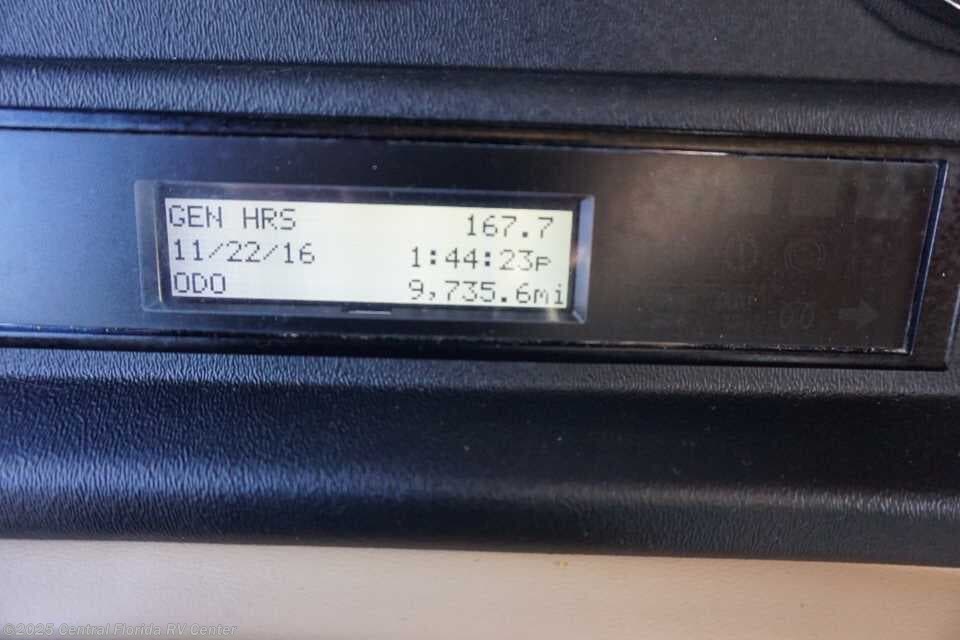 GEN HRS 167.7
11/22/16 1:44:23p
ODO 9,735.6mi
©2025 Central Florida RV Center